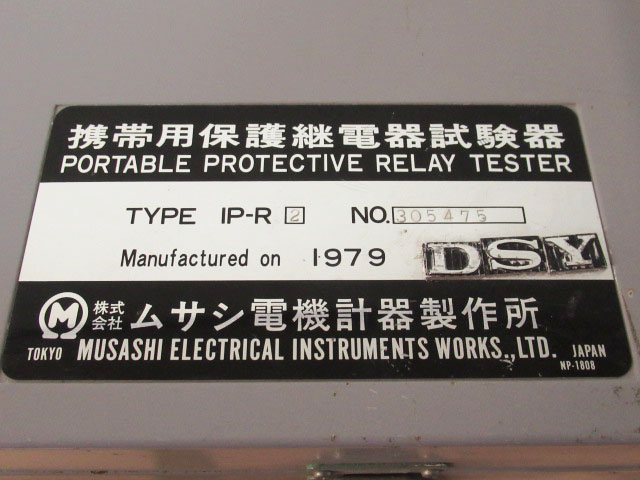 携帯用保護継電器試験器
PORTABLE PROTECTIVE RELAY TESTER
TYPE IP-R 2 NO. 305475
Manufactured on 1979 DSY
M 株式会社 ムサシ電機計器製作所
TOKYO MUSASHI ELECTRICAL INSTRUMENTS WORKS., LTD. JAPAN
NP-1808